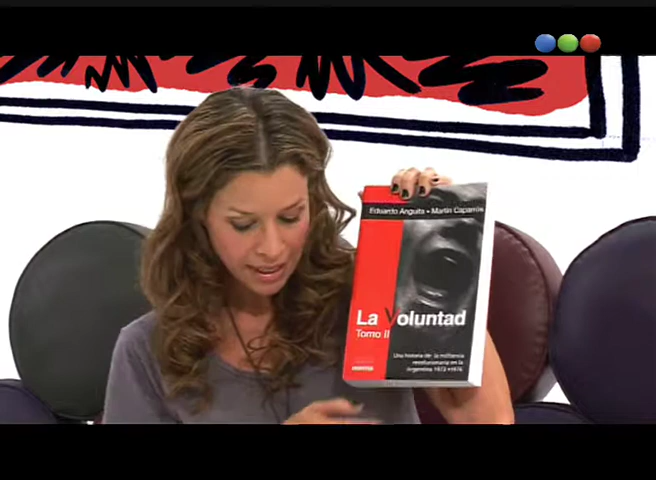 Eduardo Anguita • Martín Caparrós
La Voluntad
Tomo II
Una historia de la militancia
revolucionaria en la
Argentina 1973 • 1976